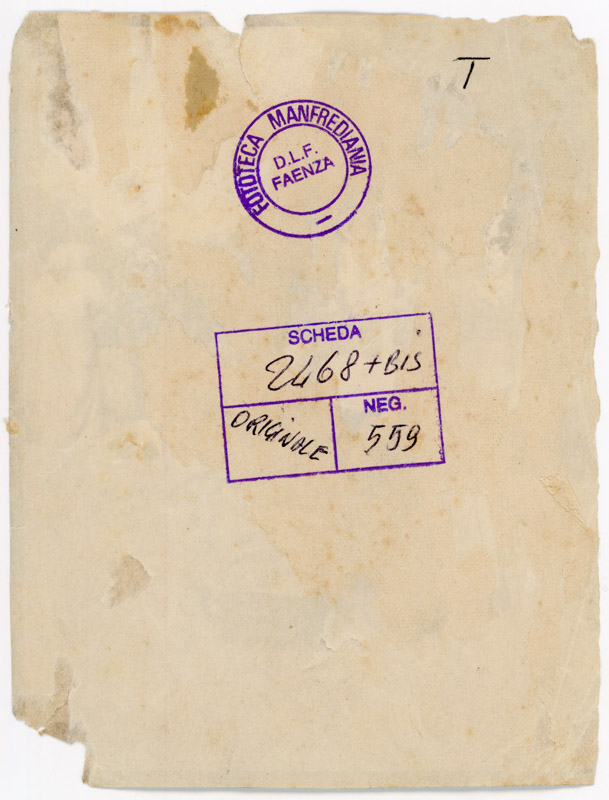 T
FOTOTECA MANFREDIANA
D.L.F.
FAENZA
SCHEDA
2468+BIS
ORIGINALE
NEG.
559